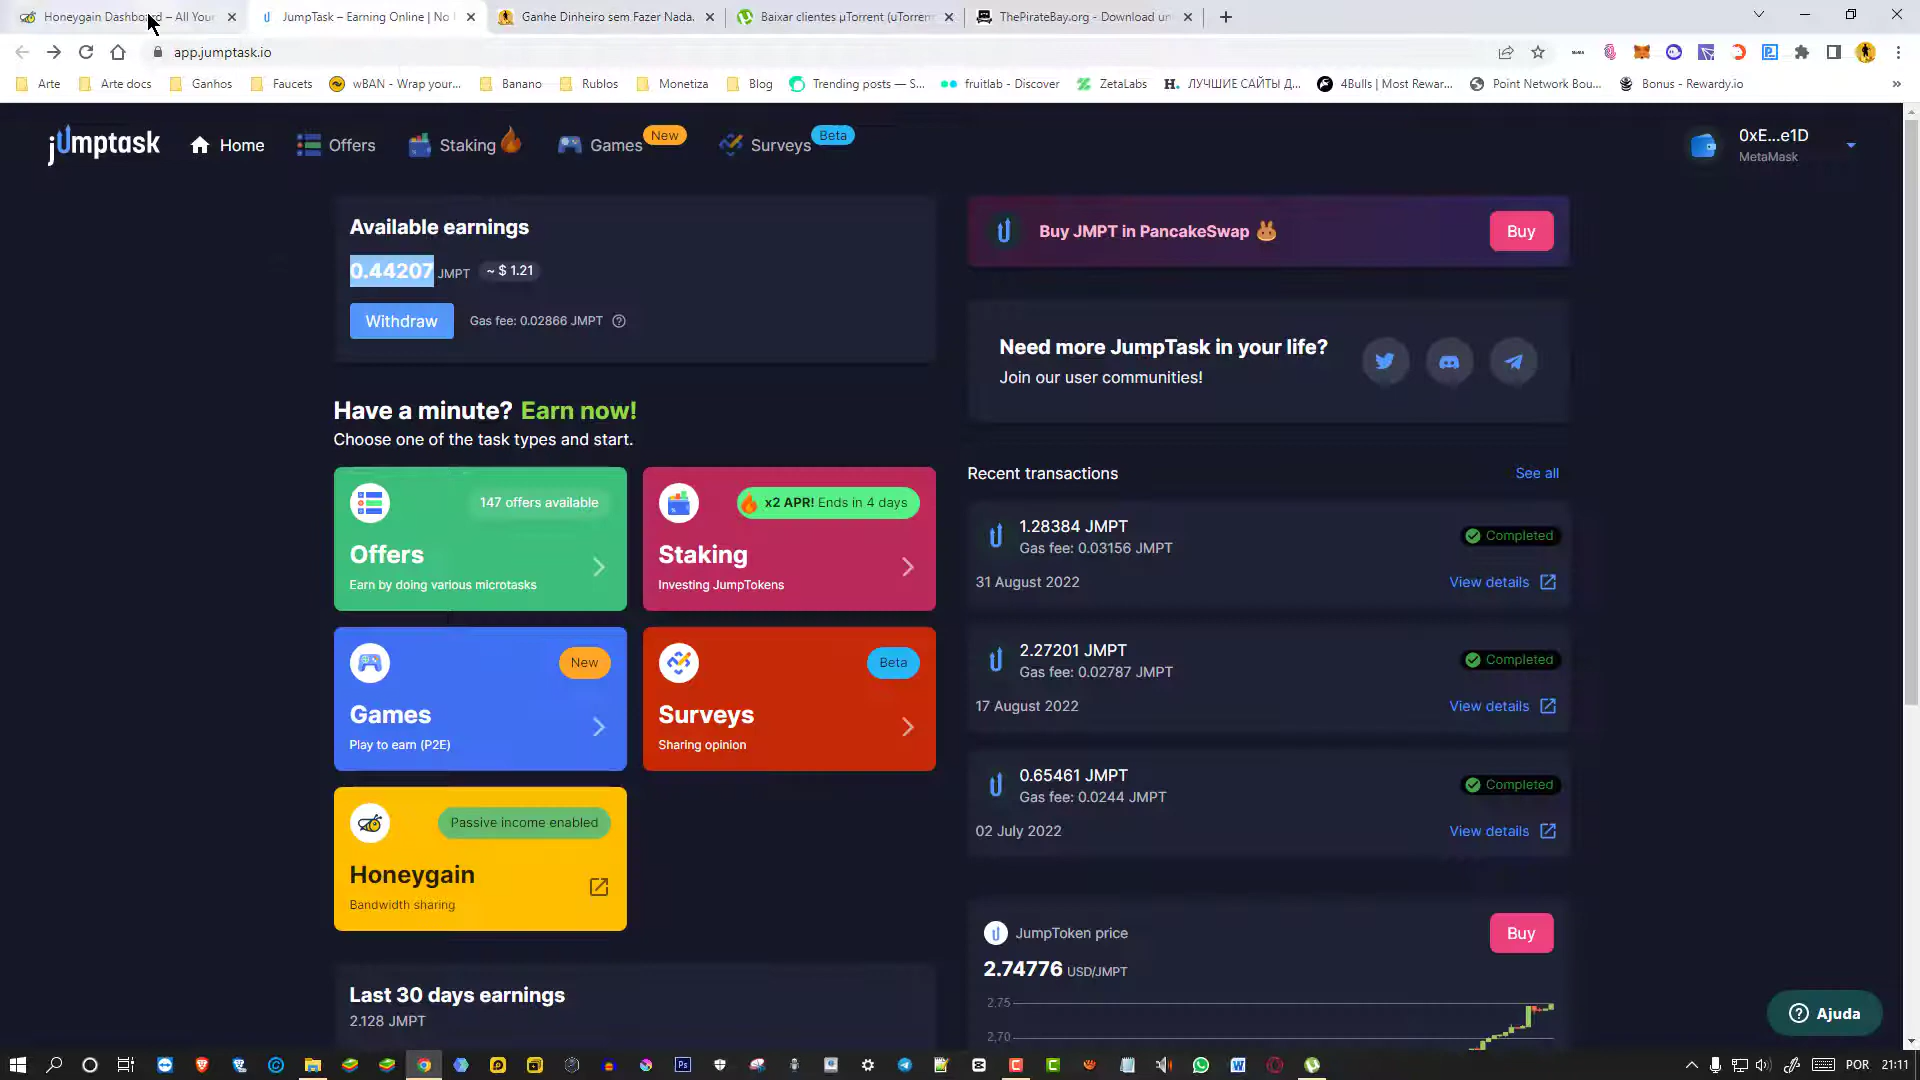 Honeygain Dashboard – All Your
JumpTask – Earning Online | No
Ganhe Dinheiro sem Fazer Nada.
Baixar clientes µTorrent (uTorren
ThePirateBay.org - Download un
app.jumptask.io
Arte
Arte docs
Ganhos
Faucets
wBAN - Wrap your...
Banano
Rublos
Monetiza
Blog
Trending posts — S...
fruitlab - Discover
ZetaLabs
H. ЛУЧШИЕ САЙТЫ Д...
4Bulls | Most Rewar...
Point Network Bou...
Bonus - Rewardy.io
»
jumptask
Home
Offers
Staking
Games
New
Surveys
Beta
0xE...e1D
MetaMask
Available earnings
0.44207 JMPT ~ $ 1.21
Withdraw
Gas fee: 0.02866 JMPT
Buy JMPT in PancakeSwap
Buy
Need more JumpTask in your life?
Join our user communities!
Have a minute? Earn now!
Choose one of the task types and start.
147 offers available
Offers
Earn by doing various microtasks
x2 APR! Ends in 4 days
Staking
Investing JumpTokens
New
Games
Play to earn (P2E)
Beta
Surveys
Sharing opinion
Passive income enabled
Honeygain
Bandwidth sharing
Last 30 days earnings
2.128 JMPT
Recent transactions
See all
1.28384 JMPT
Gas fee: 0.03156 JMPT
Completed
31 August 2022
View details
2.27201 JMPT
Gas fee: 0.02787 JMPT
Completed
17 August 2022
View details
0.65461 JMPT
Gas fee: 0.0244 JMPT
Completed
02 July 2022
View details
JumpToken price
Buy
2.74776 USD/JMPT
2.75
2.70
Ajuda
POR
21:11